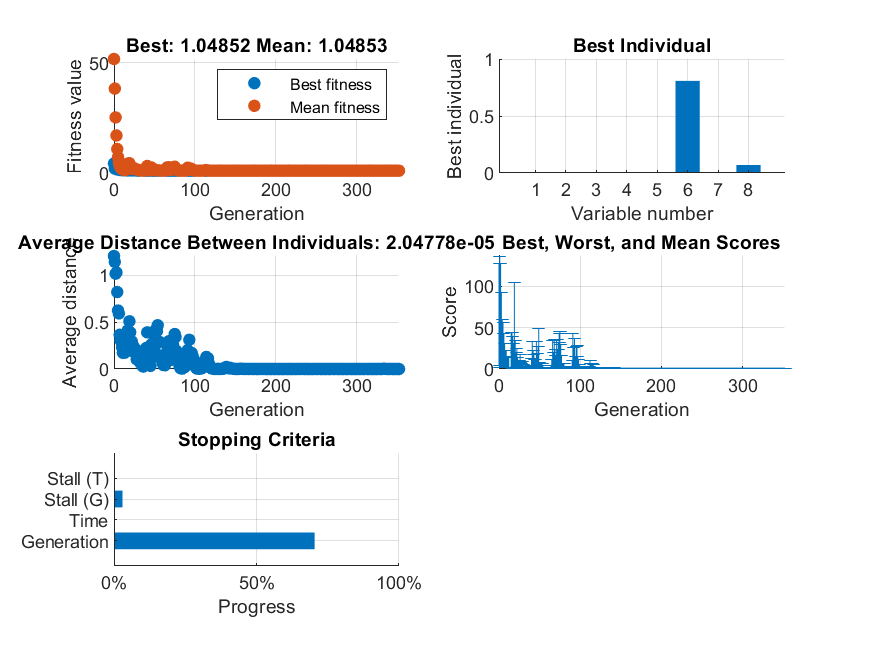 Best: 1.04852 Mean: 1.04853
Fitness value
50
0
Best fitness
Mean fitness
0 100 200 300
Generation
Best Individual
Best individual
1
0.5
0
1 2 3 4 5 6 7 8
Variable number
Average Distance Between Individuals: 2.04778e-05
Average distance
1
0.5
0
0 100 200 300
Generation
Best, Worst, and Mean Scores
Score
100
50
0
0 100 200 300
Generation
Stopping Criteria
Stall (T)
Stall (G)
Time
Generation
0% 50% 100%
Progress